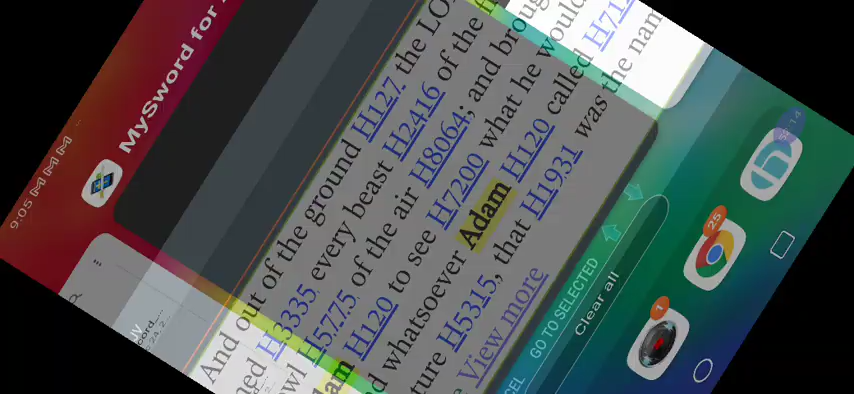 9:05
MySword for
And out of the ground H127 the LO
H3335 every beast H2416 of the
H5775 of the air H8064; and broug
H120 to see H7200 what he would
whatsoever Adam H120 called H71
ture H5315, that H1931 was the nam
View more
GO TO SELECTED
Clear all
25
1